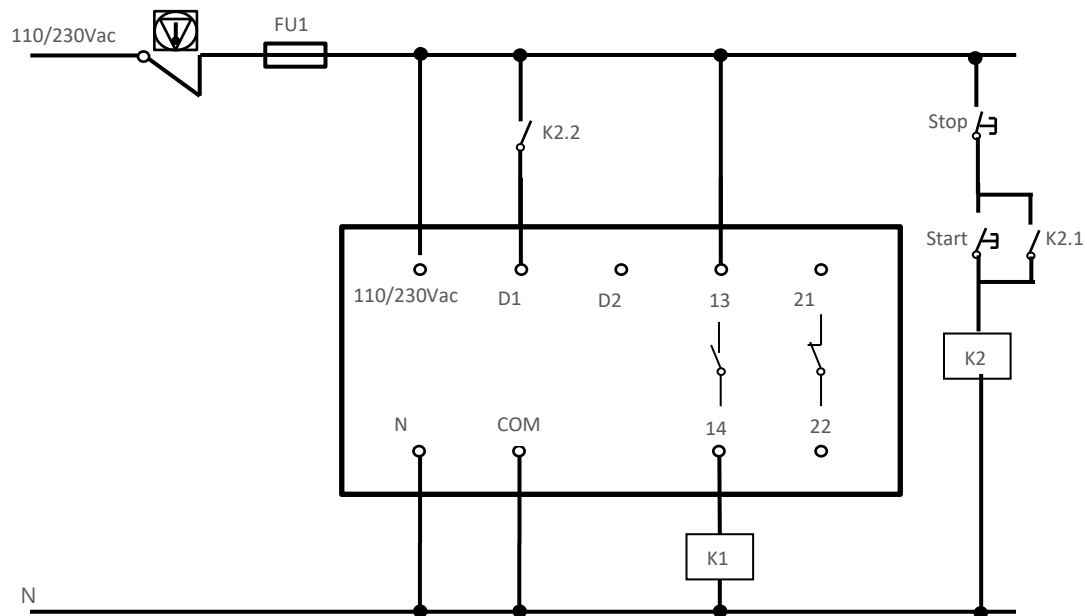 FU1
110/230Vac
Stop
K2.2
Start
K2.1
110/230Vac
D1
D2
13
21
K2
N
COM
14
22
K1
N